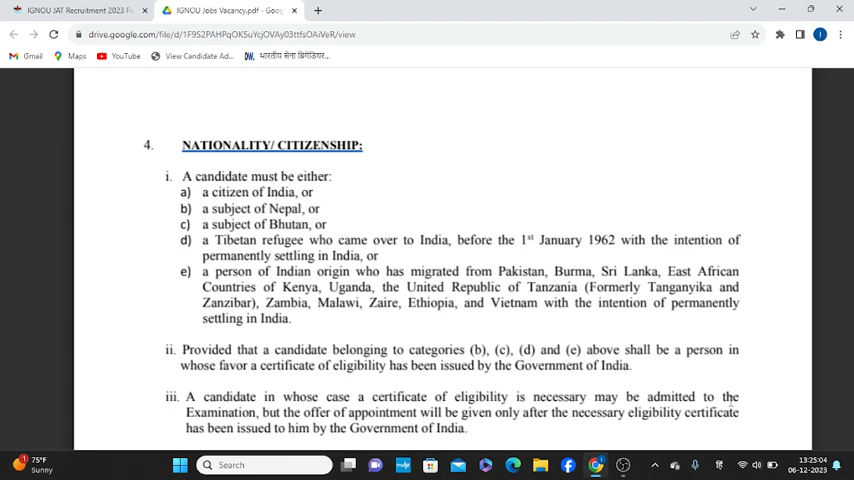 IGNOU JAT Recruitment 2023 Fo
IGNOU Jobs Vacancy.pdf - Goog
drive.google.com/file/d/1F9S2PAHPqOK5uYcjOVAy03ttfsOAiVeR/view
Gmail
Maps
YouTube
View Candidate Ad...
भारतीय सेना ब्रिगेडियर...
4. NATIONALITY/ CITIZENSHIP:
i. A candidate must be either:
a) a citizen of India, or
b) a subject of Nepal, or
c) a subject of Bhutan, or
d) a Tibetan refugee who came over to India, before the 1st January 1962 with the intention of
permanently settling in India, or
e) a person of Indian origin who has migrated from Pakistan, Burma, Sri Lanka, East African
Countries of Kenya, Uganda, the United Republic of Tanzania (Formerly Tanganyika and
Zanzibar), Zambia, Malawi, Zaire, Ethiopia, and Vietnam with the intention of permanently
settling in India.
ii. Provided that a candidate belonging to categories (b), (c), (d) and (e) above shall be a person in
whose favor a certificate of eligibility has been issued by the Government of India.
iii. A candidate in whose case a certificate of eligibility is necessary may be admitted to the
Examination, but the offer of appointment will be given only after the necessary eligibility certificate
has been issued to him by the Government of India.
75°F
Sunny
Search
13:25:04
06-12-2023